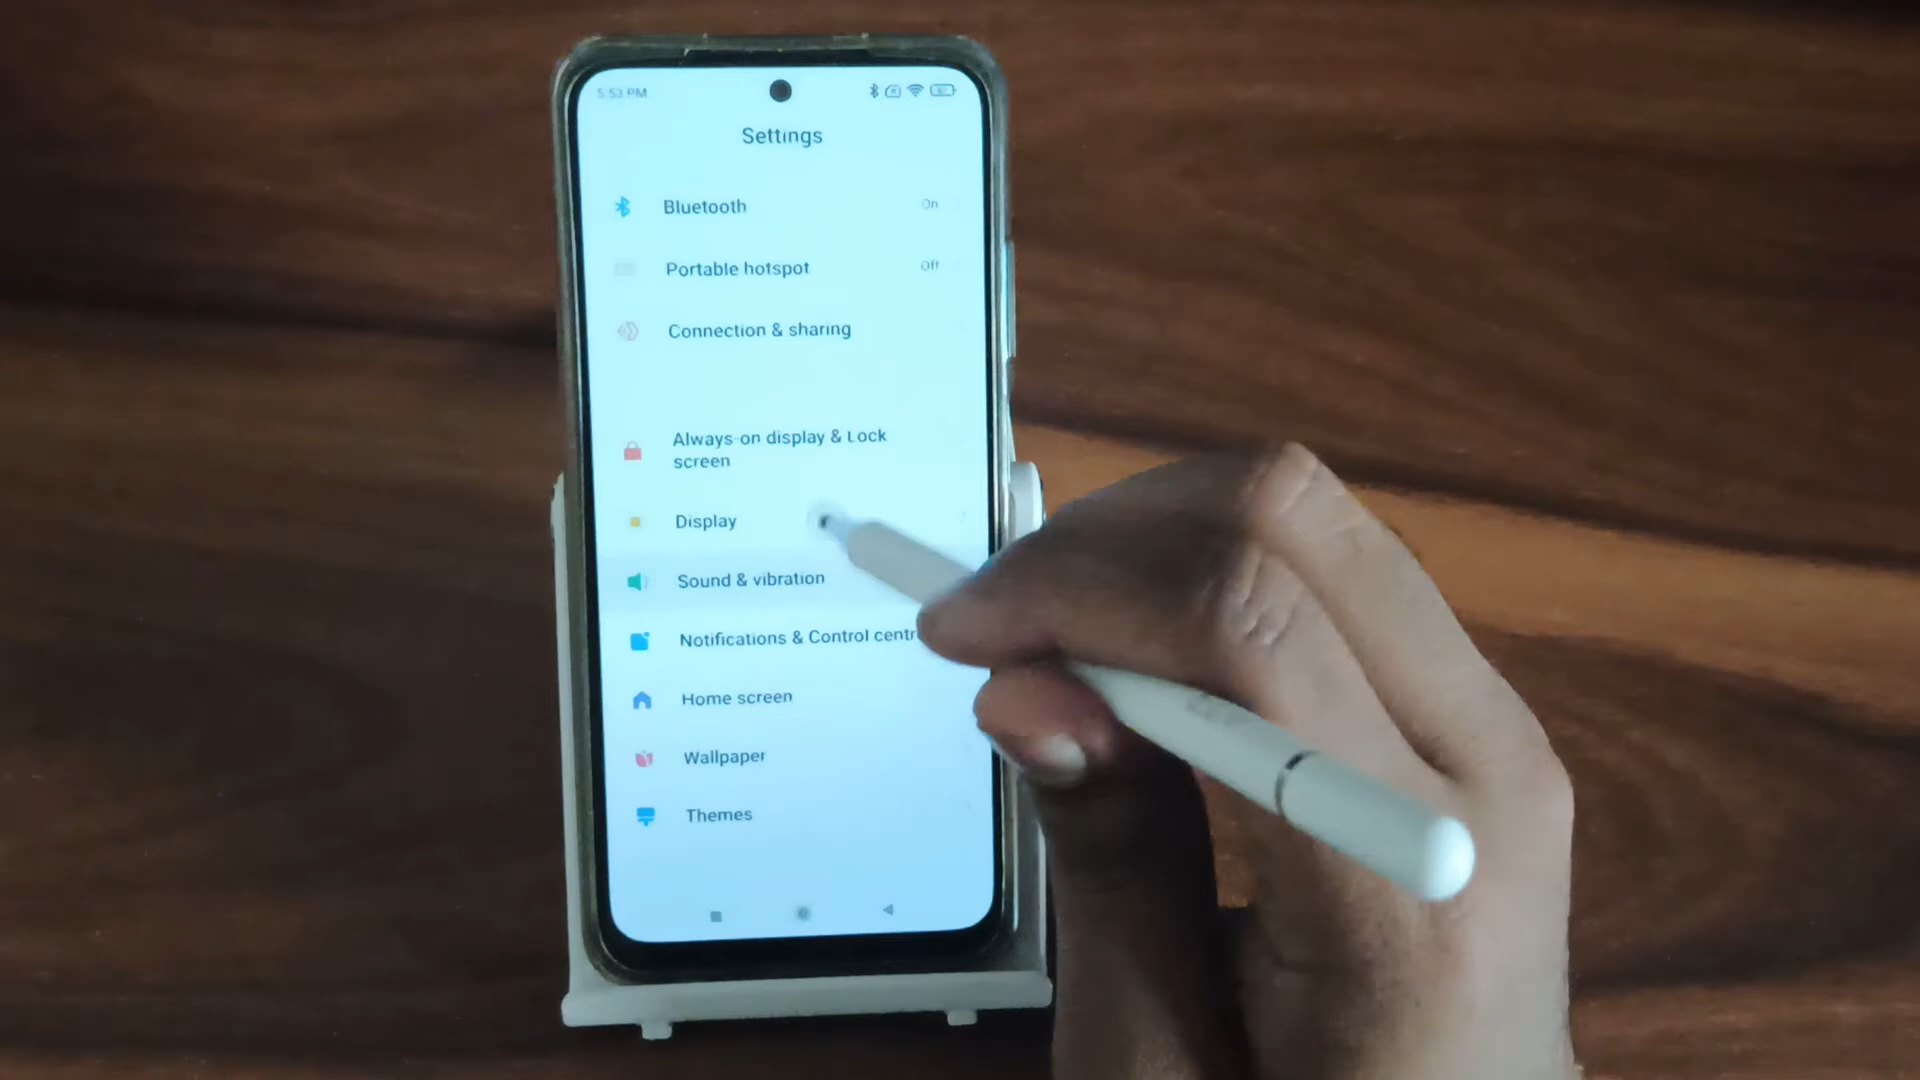 5:53 PM
Settings
Bluetooth
On
Portable hotspot
Off
Connection & sharing
Always-on display & Lock
screen
Display
Sound & vibration
Notifications & Control centr
Home screen
Wallpaper
Themes